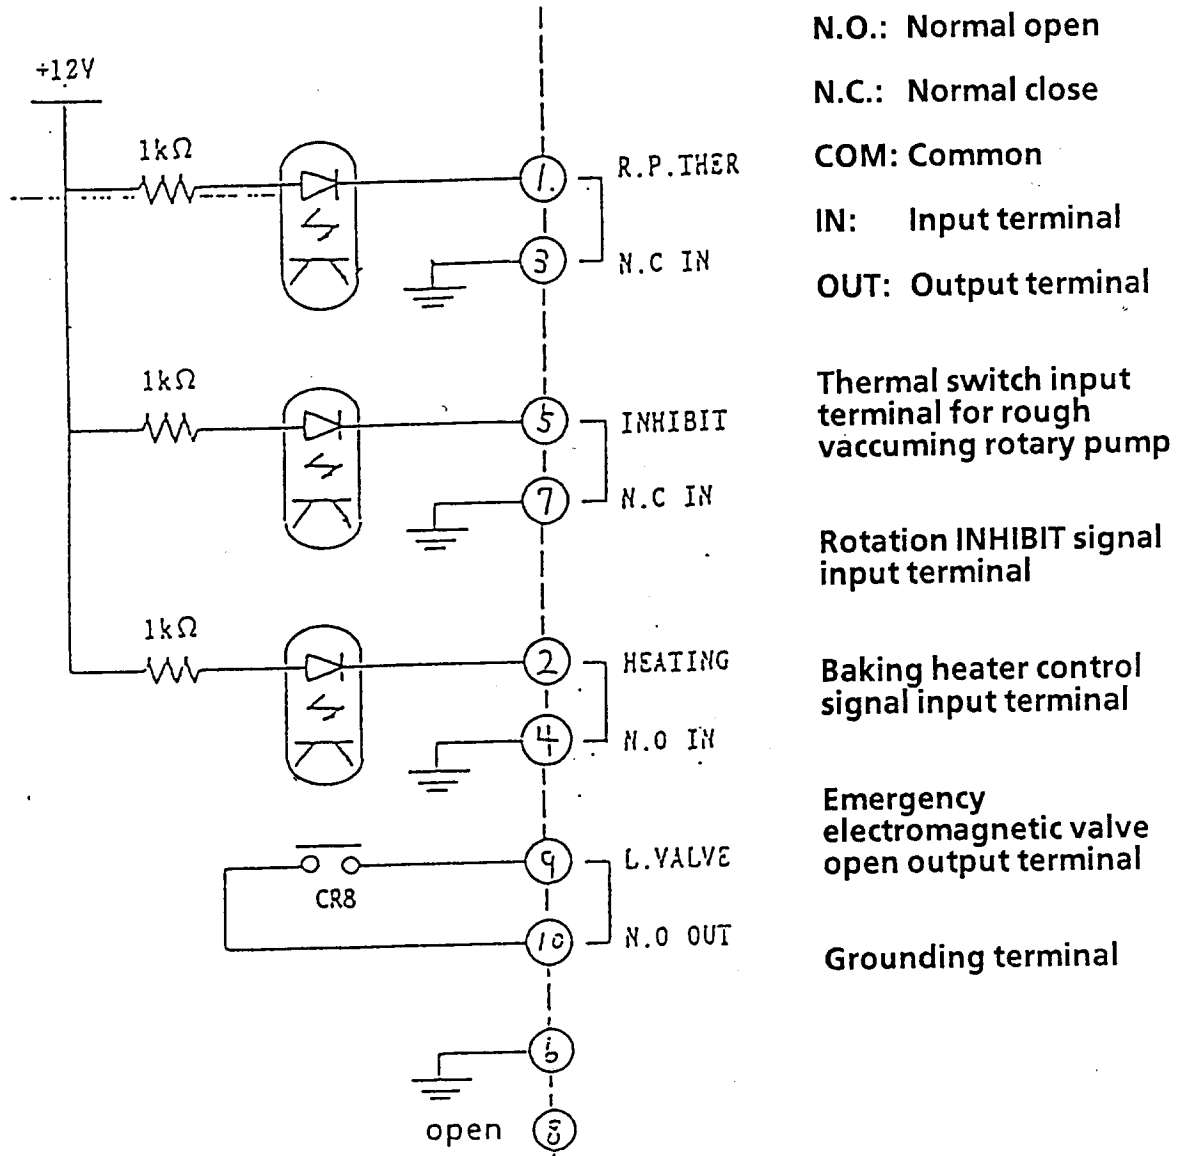 N.O.: Normal open
+12V
N.C.: Normal close
1kΩ
R.P.THER
COM: Common
1.
IN: Input terminal
3
N.C IN
OUT: Output terminal
1kΩ
Thermal switch input
terminal for rough
vaccuming rotary pump
5
INHIBIT
7
N.C IN
Rotation INHIBIT signal
input terminal
1kΩ
2
HEATING
Baking heater control
signal input terminal
4
N.O IN
Emergency
electromagnetic valve
open output terminal
9
L.VALVE
CR8
10
N.O OUT
Grounding terminal
6
open
8